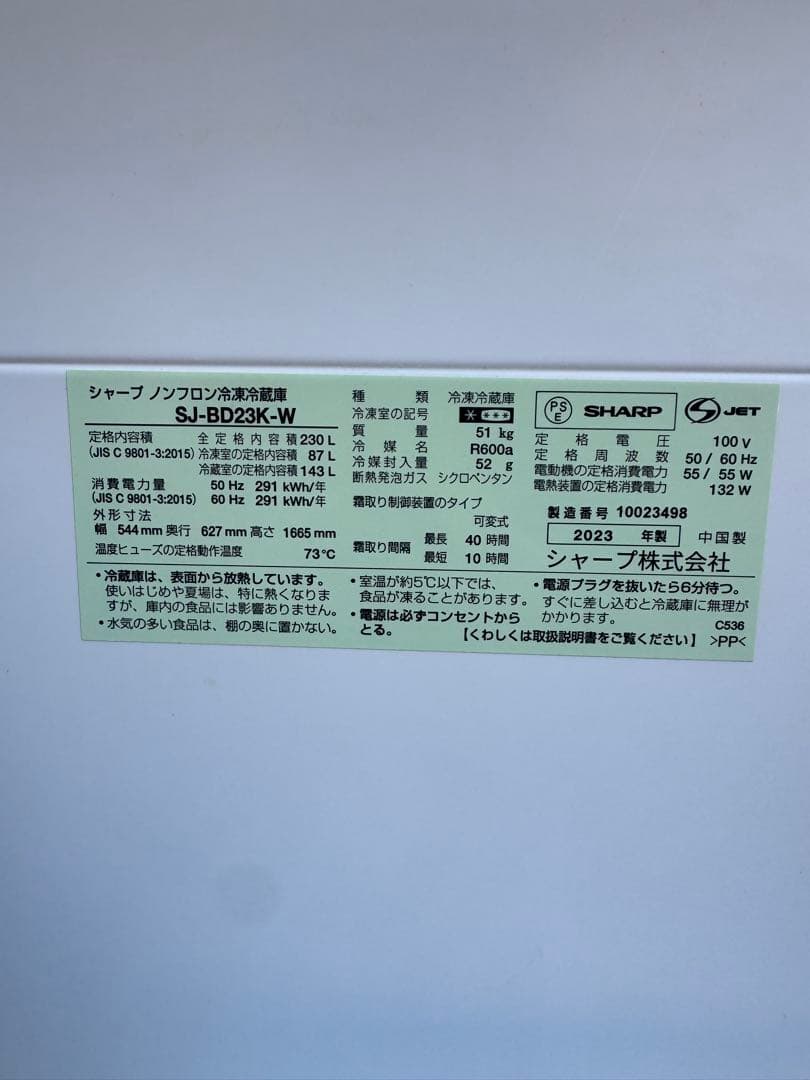 シャープ ノンフロン冷凍冷蔵庫
SJ-BD23K-W
定格内容積 全定格内容積 230 L
(JIS C 9801-3:2015) 冷凍室の定格内容積 87 L
冷蔵室の定格内容積 143 L
消費電力量 50 Hz 291 kWh/年
(JIS C 9801-3:2015) 60 Hz 291 kWh/年
外形寸法
幅 544 mm 奥行 627 mm 高さ 1665 mm
温度ヒューズの定格動作温度 73℃
種類 冷凍冷蔵庫
冷凍室の記号
質量 51 kg
冷媒名 R600a
冷媒封入量 52 g
断熱発泡ガス シクロペンタン
霜取り制御装置のタイプ
可変式
霜取り間隔 最長 40 時間
最短 10 時間
PSE SHARP S JET
定格電圧 100 V
定格周波数 50 / 60 Hz
電動機の定格消費電力 55 / 55 W
電熱装置の定格消費電力 132 W
製造番号 10023498
2023 年製 中国製
シャープ株式会社
・冷蔵庫は、表面から放熱しています。
使いはじめや夏場は、特に熱くなりま
すが、庫内の食品には影響ありません。
・水気の多い食品は、棚の奥に置かない。
・室温が約5℃以下では、
食品が凍ることがあります。
・電源は必ずコンセントから
とる。
・電源プラグを抜いたら6分待つ。
すぐに差し込むと冷蔵庫に無理が
かかります。
C536
【くわしくは取扱説明書をご覧ください】 >PP<